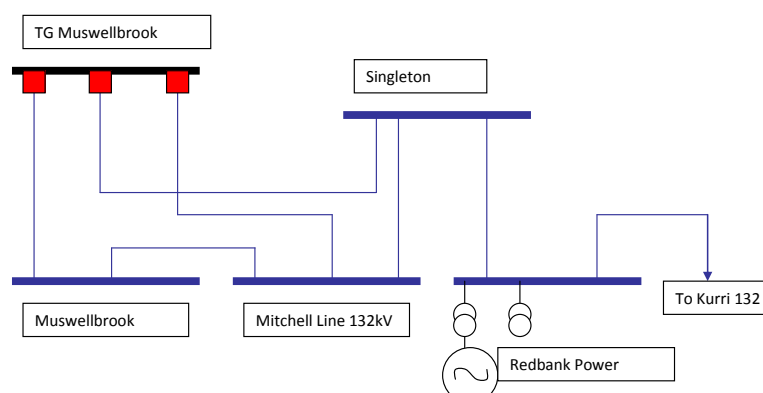 TG Muswellbrook
Singleton
Muswellbrook
Mitchell Line 132kV
To Kurri 132
Redbank Power